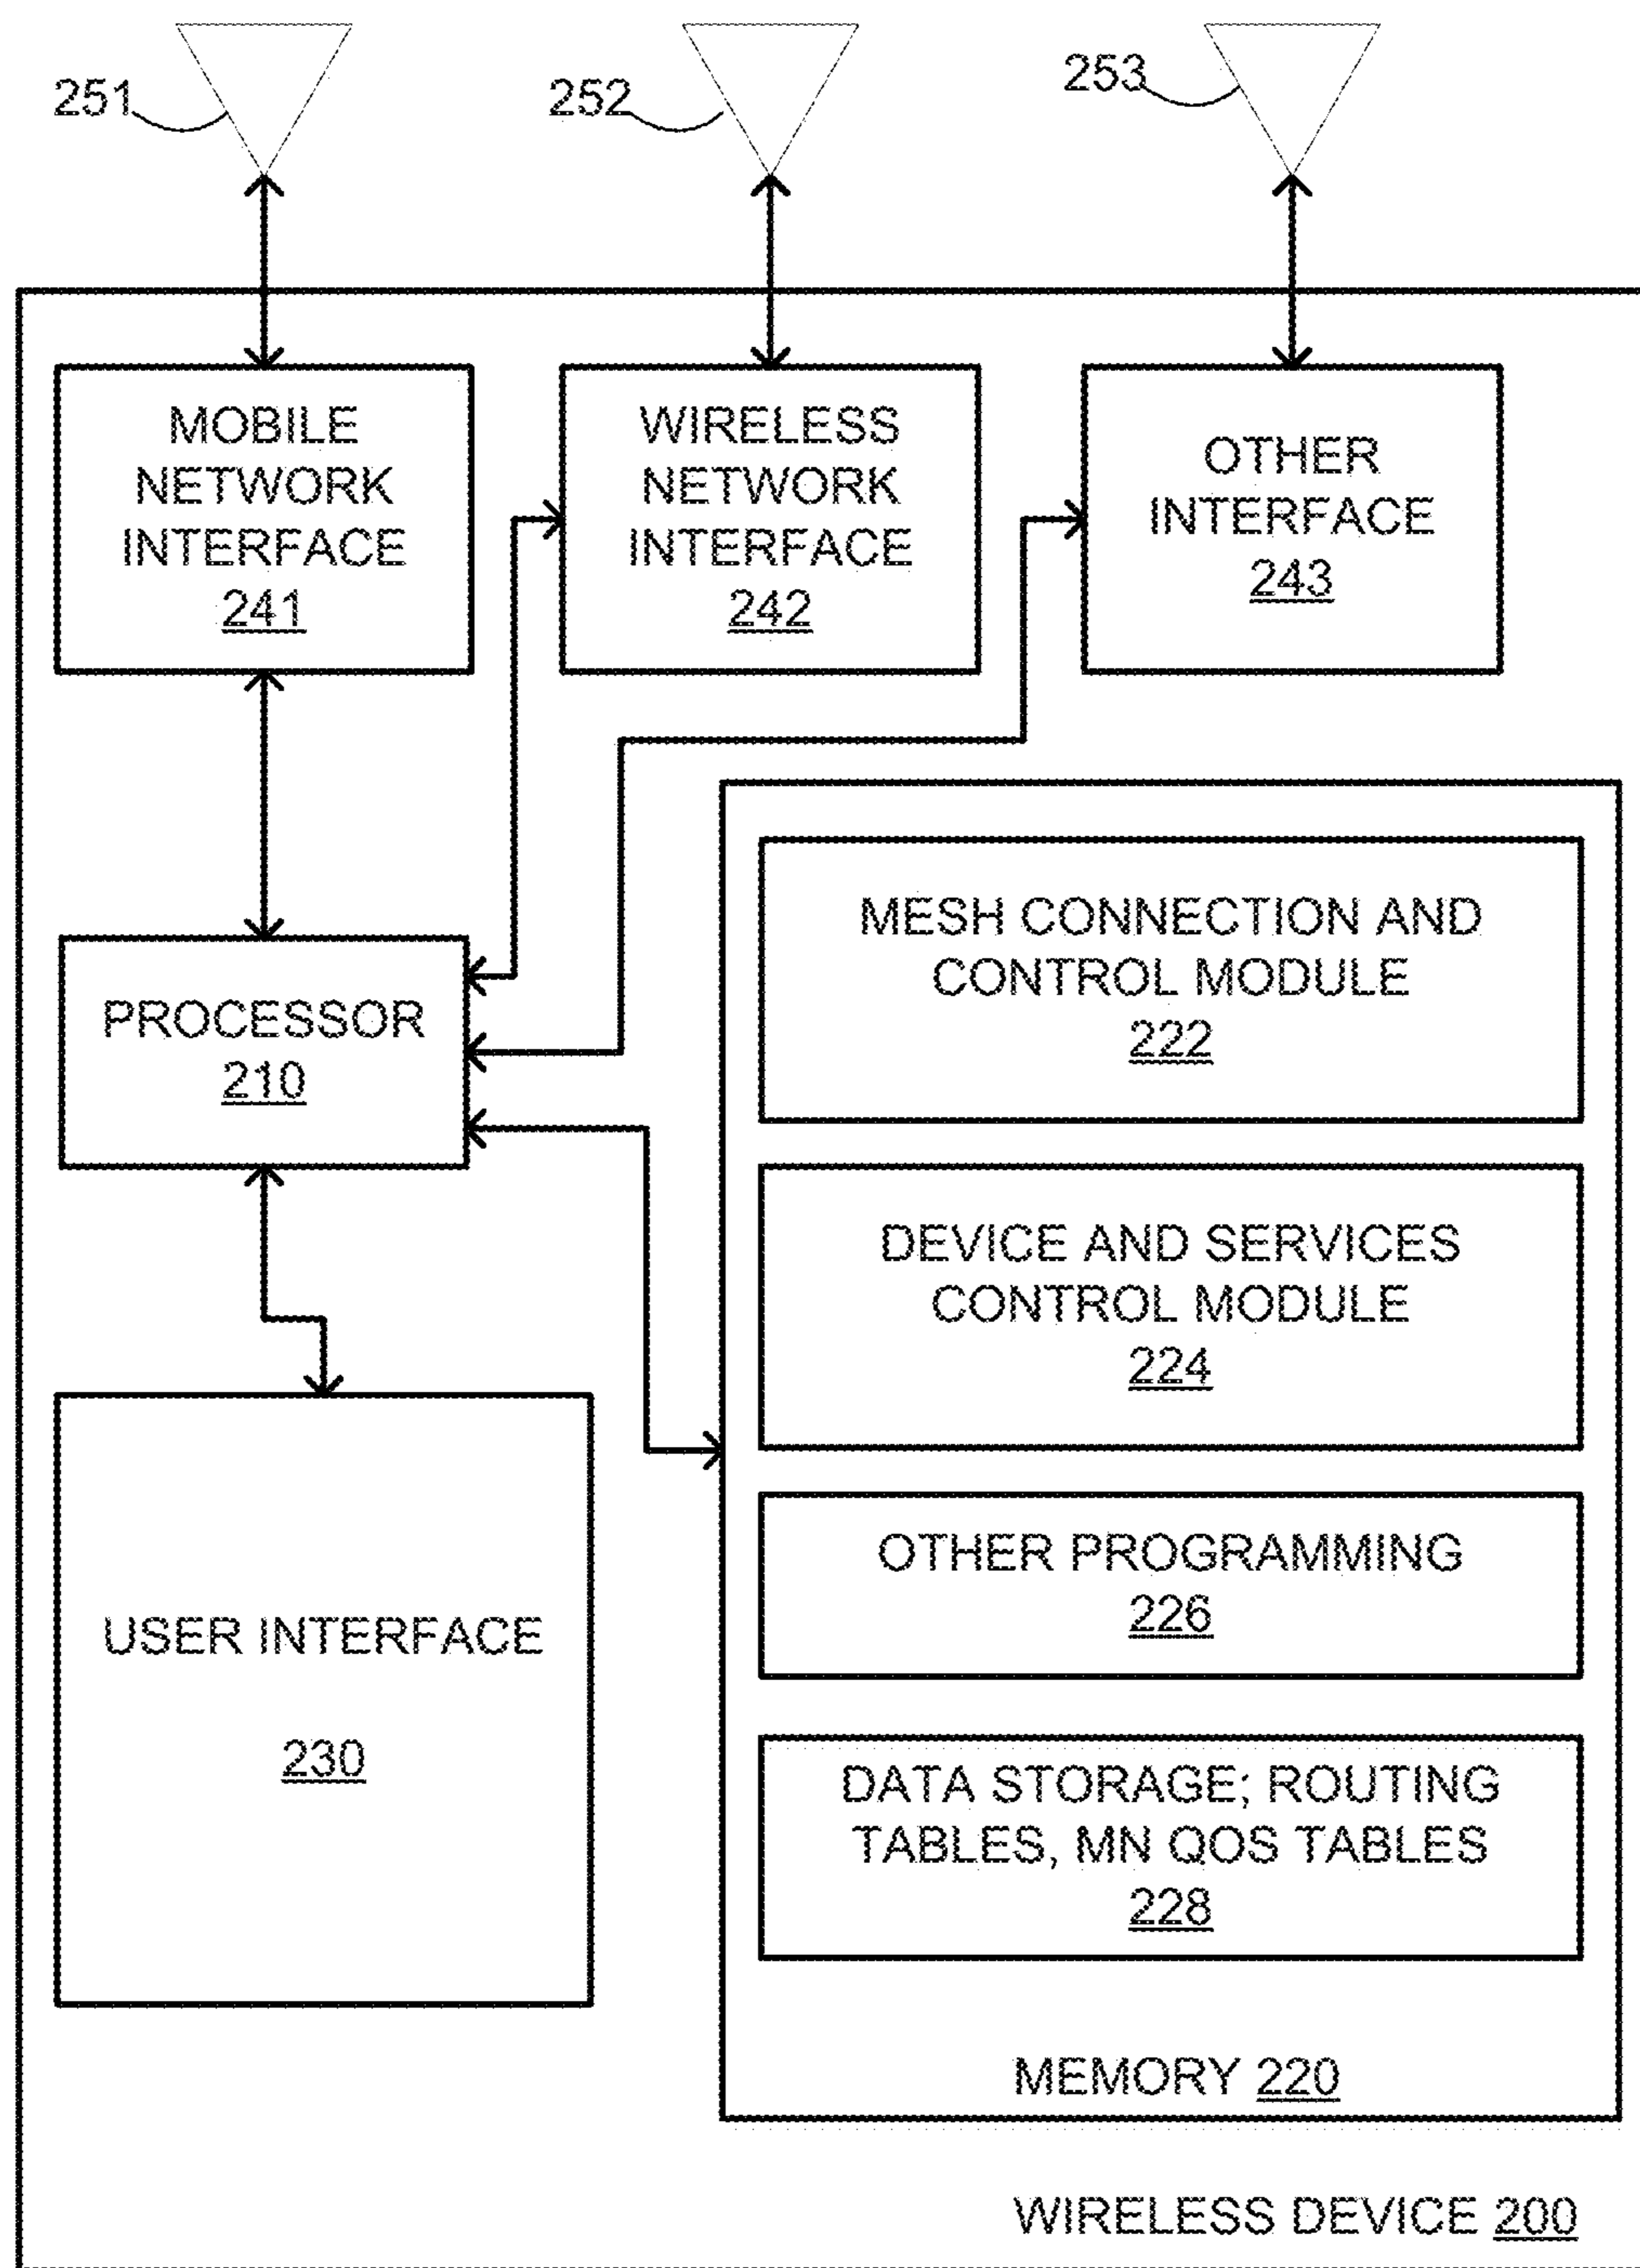 251
252
253
MOBILE
NETWORK
INTERFACE
241
WIRELESS
NETWORK
INTERFACE
242
OTHER
INTERFACE
243
PROCESSOR
210
MESH CONNECTION AND
CONTROL MODULE
222
DEVICE AND SERVICES
CONTROL MODULE
224
OTHER PROGRAMMING
226
DATA STORAGE; ROUTING
TABLES, MN QOS TABLES
228
USER INTERFACE
230
MEMORY 220
WIRELESS DEVICE 200